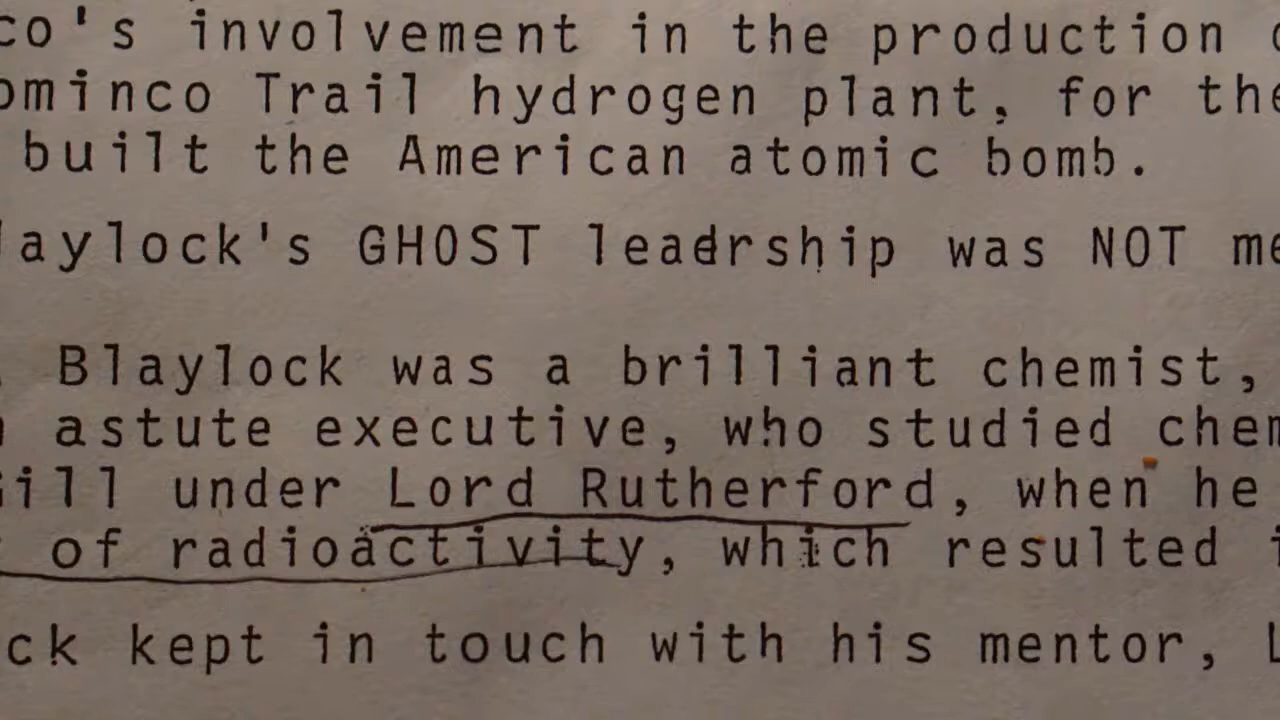 co's involvement in the production
ominco Trail hydrogen plant, for the
built the American atomic bomb.
laylock's GHOST leadrship was NOT me
Blaylock was a brilliant chemist,
astute executive, who studied chem
ill under Lord Rutherford, when he
of radioactivity, which resulted i
ck kept in touch with his mentor, L